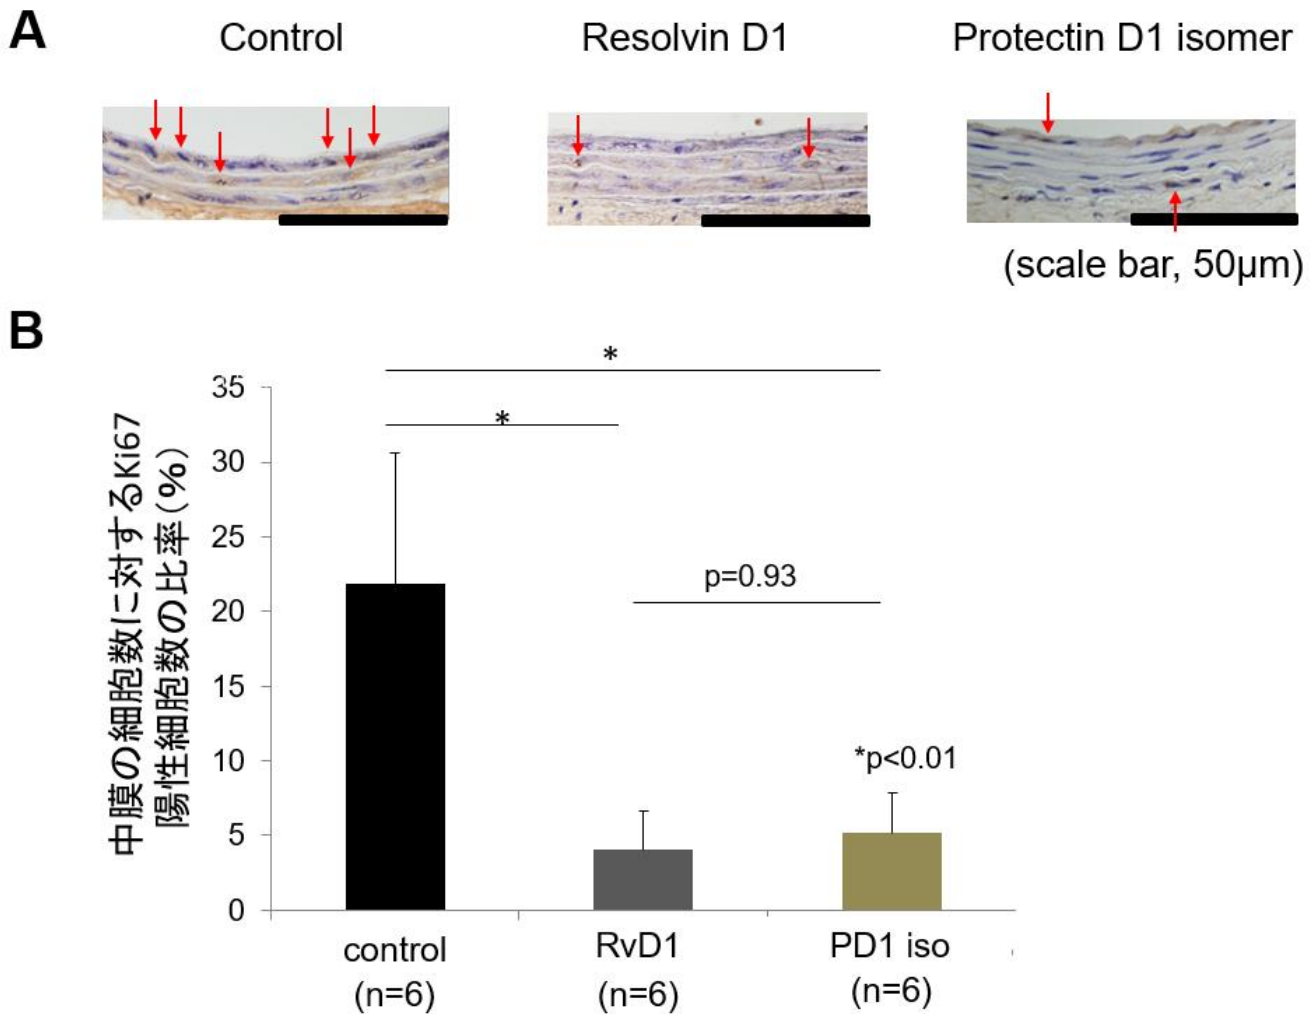 A
Control
Resolvin D1
Protectin D1 isomer
(scale bar, 50μm)
B
中膜の細胞数に対するKi67
陽性細胞数の比率(%)
35
30
25
20
15
10
5
0
*
*
p=0.93
*p<0.01
control
(n=6)
RvD1
(n=6)
PD1 iso
(n=6)